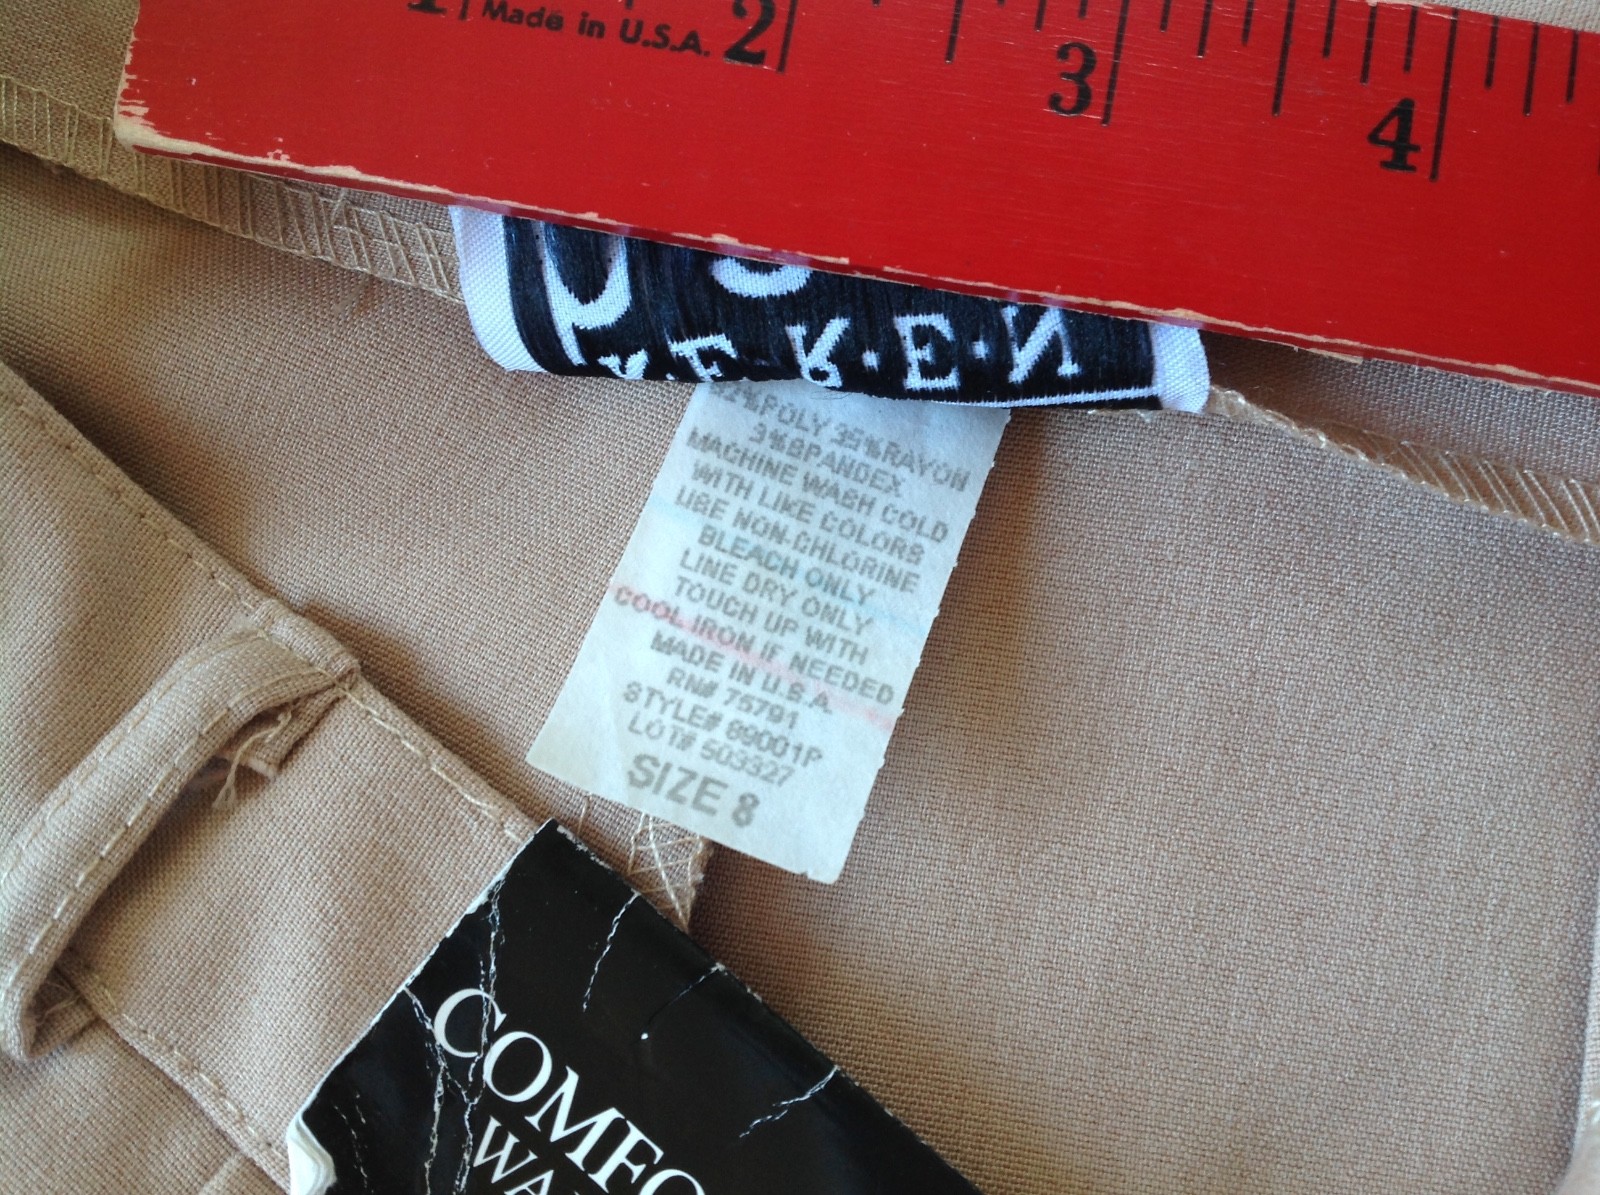 1 Made in U.S.A. 2 3 4
K·E·R·E·N
62%POLY 35%RAYON
3%SPANDEX
MACHINE WASH COLD
WITH LIKE COLORS
USE NON-CHLORINE
BLEACH ONLY
LINE DRY ONLY
TOUCH UP WITH
COOL IRON IF NEEDED
MADE IN U.S.A.
RN# 75791
STYLE# 89001P
LOT# 503327
SIZE 8
COMFO
WA